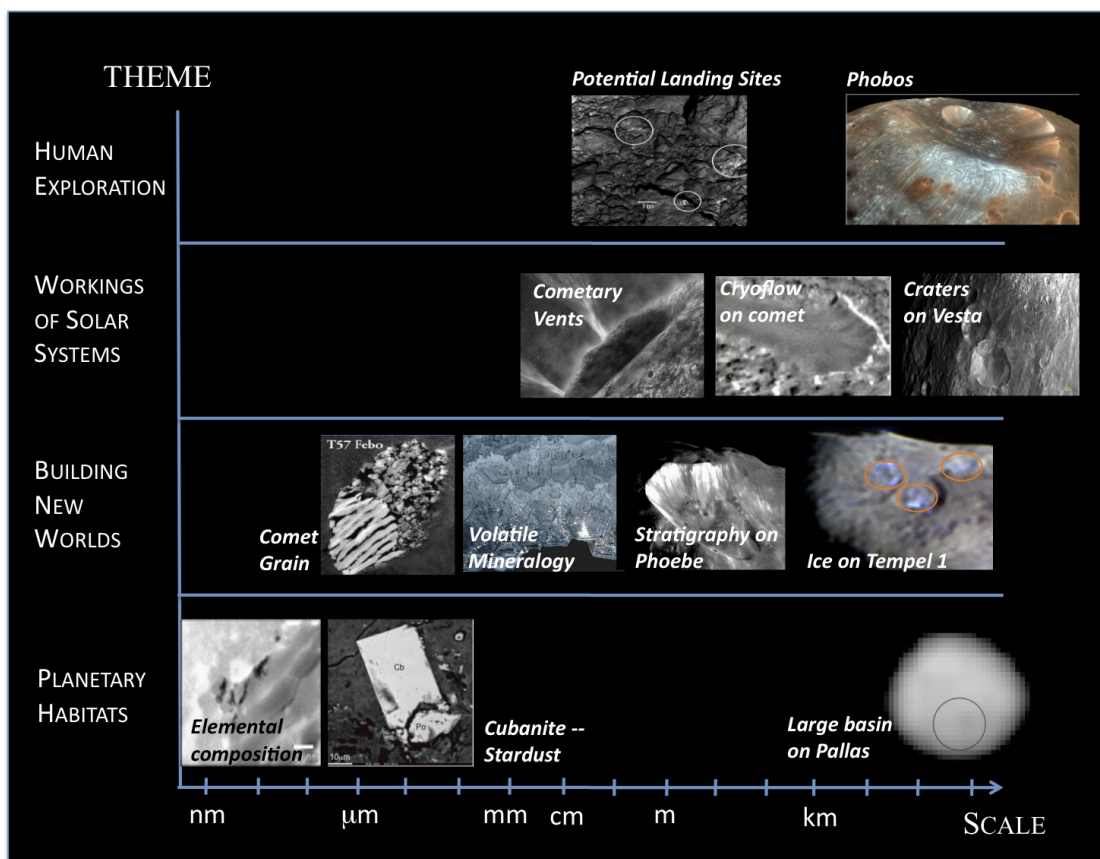 THEME
Potential Landing Sites
Phobos
HUMAN
EXPLORATION
WORKINGS
OF SOLAR
SYSTEMS
Cometary
Vents
Cryoflow
on comet
Craters
on Vesta
BUILDING
NEW
WORLDS
T57 Febo
Comet
Grain
Volatile
Mineralogy
Stratigraphy on
Phoebe
Ice on Tempel 1
PLANETARY
HABITATS
Elemental
composition
Cb
Po
10µm
Cubanite --
Stardust
Large basin
on Pallas
nm
µm
mm
cm
m
km
SCALE